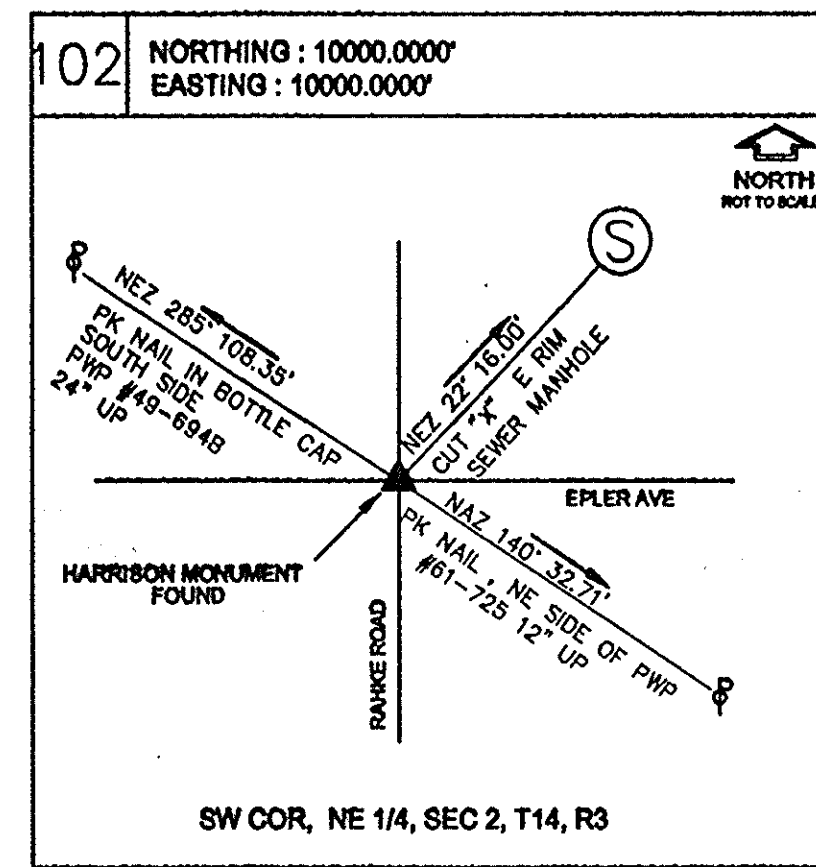 102
NORTHING : 10000.0000'
EASTING : 10000.0000'
NORTH
NOT TO SCALE
S
NEZ 285° 108.35'
PK NAIL IN BOTTLE CAP
SOUTH SIDE
PWP #49-694B
24" UP
NEZ 22° 16.00'
CUT "X" E RIM
SEWER MANHOLE
EPLER AVE
NAZ 140° 32.71'
PK NAIL , NE SIDE OF PWP
#61-725 12" UP
HARRISON MONUMENT
FOUND
RAHKE ROAD
SW COR, NE 1/4, SEC 2, T14, R3